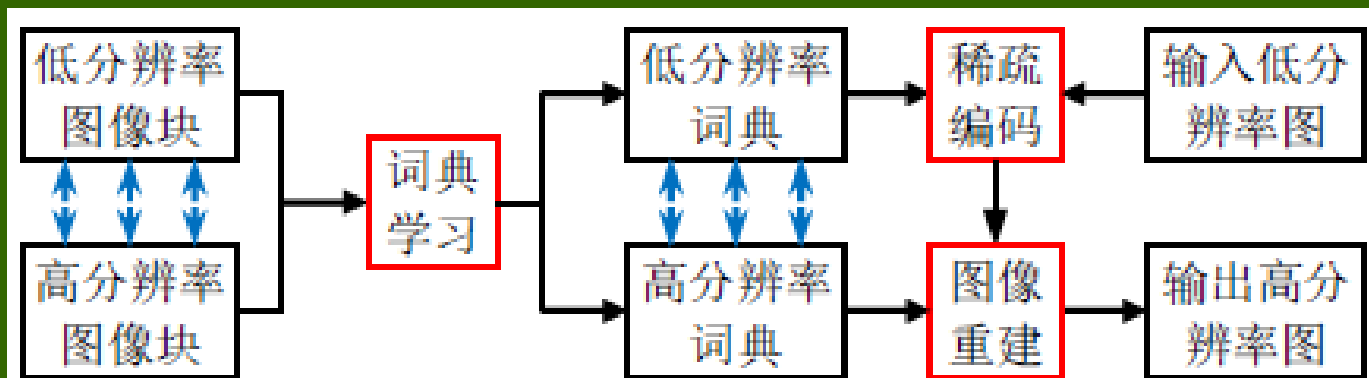 低分辨率
图像块
高分辨率
图像块
词典
学习
低分辨率
词典
高分辨率
词典
稀疏
编码
图像
重建
输入低分
辨率图
输出高分
辨率图